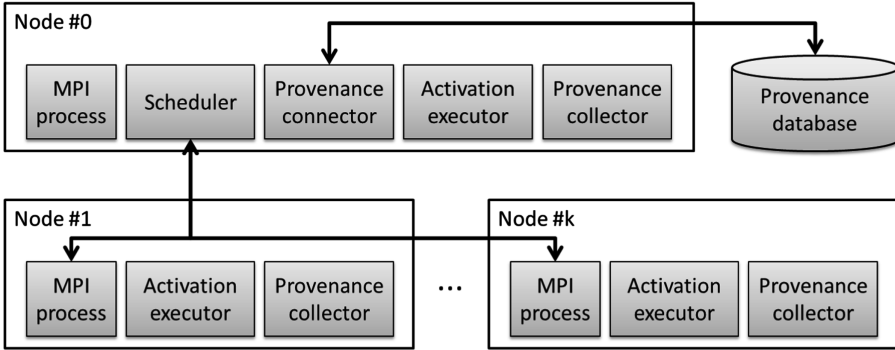 Node #0
MPI
process
Scheduler
Provenance
connector
Activation
executor
Provenance
collector
Provenance
database
Node #1
MPI
process
Activation
executor
Provenance
collector
...
Node #k
MPI
process
Activation
executor
Provenance
collector